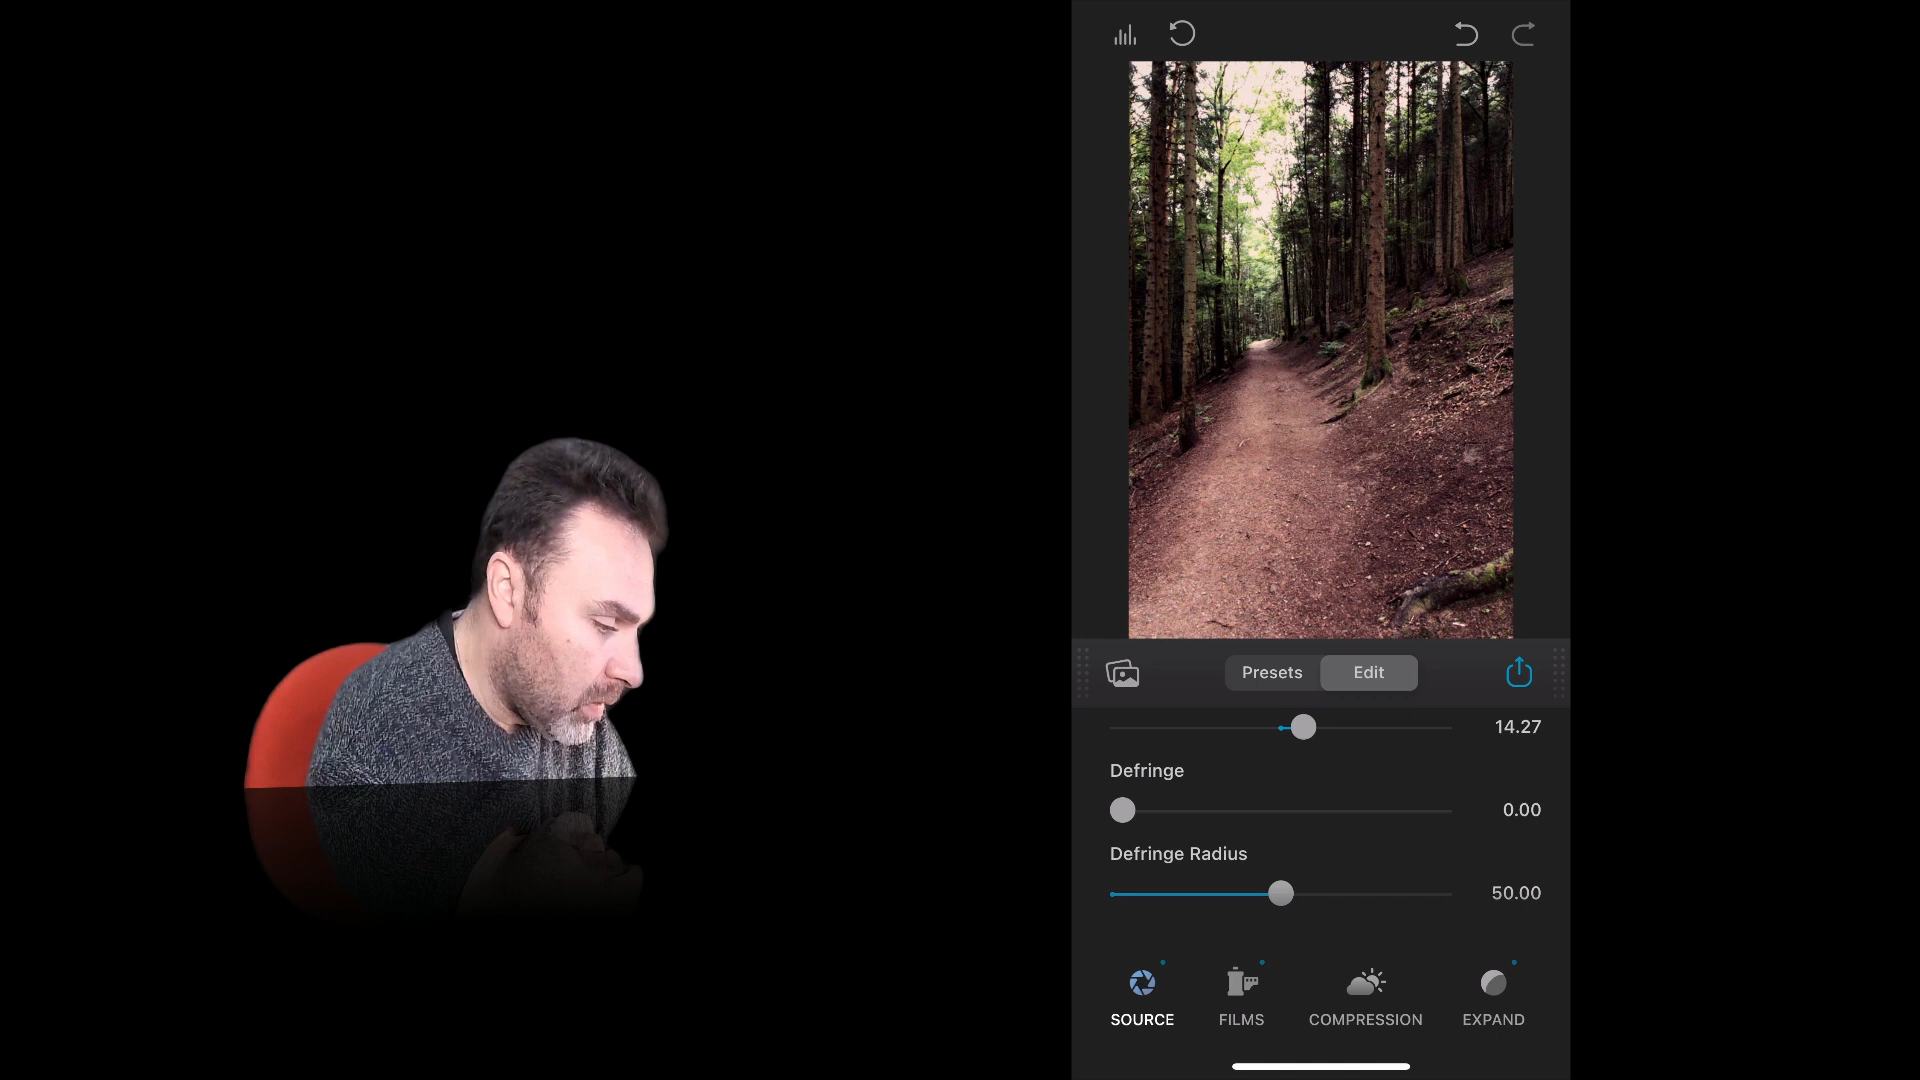 Presets Edit
14.27
Defringe
0.00
Defringe Radius
50.00
SOURCE FILMS COMPRESSION EXPAND